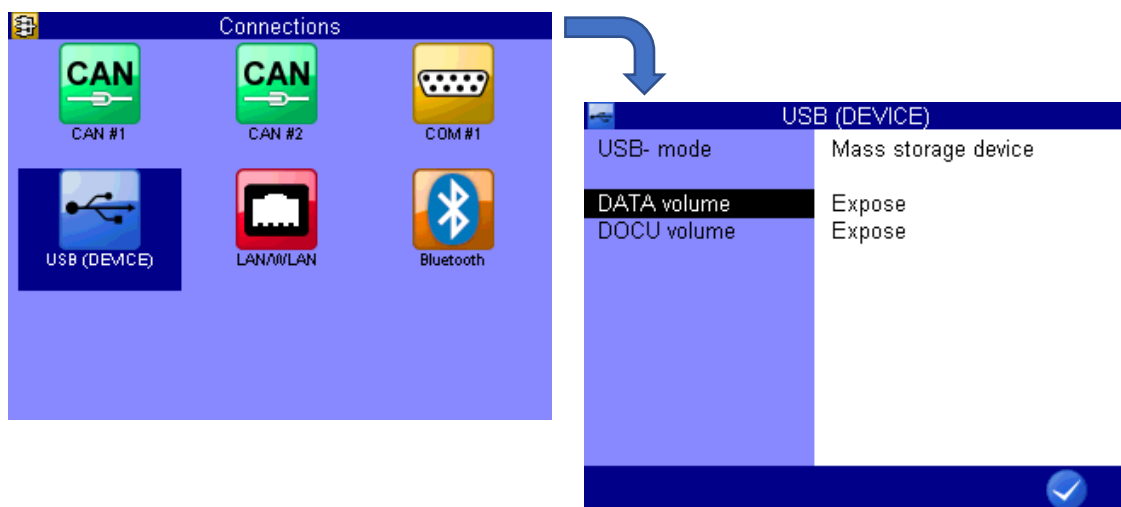 Connections
CAN CAN
CAN #1 CAN #2 COM #1
USB (DEVICE) LAN/WLAN Bluetooth
USB (DEVICE)
USB- mode Mass storage device
DATA volume Expose
DOCU volume Expose